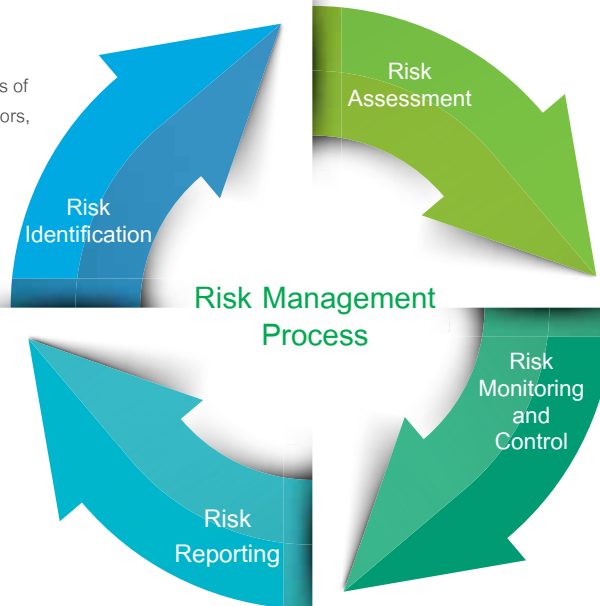 s of
ors,
Risk
Assessment
Risk
Identification
Risk Management
Process
Risk
Monitoring
and
Control
Risk
Reporting